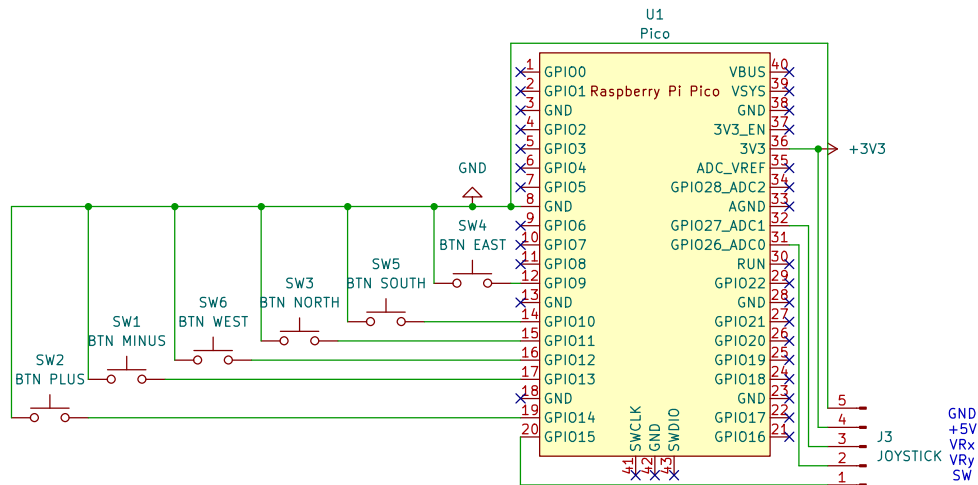 U1
Pico
1 GPIO0 VBUS 40
2 GPIO1 Raspberry Pi Pico VSYS 39
3 GND GND 38
4 GPIO2 3V3_EN 37
5 GPIO3 3V3 36 +3V3
6 GPIO4 ADC_VREF 35
GND
7 GPIO5 GPIO28_ADC2 34
8 GND AGND 33
9 GPIO6 GPIO27_ADC1 32
SW4
BTN EAST
10 GPIO7 GPIO26_ADC0 31
11 GPIO8 RUN 30
12 GPIO9 GPIO22 29
SW5
BTN SOUTH
13 GND GND 28
14 GPIO10 GPIO21 27
SW3
BTN NORTH
15 GPIO11 GPIO20 26
SW6
BTN WEST
16 GPIO12 GPIO19 25
SW1
BTN MINUS
17 GPIO13 GPIO18 24
SW2
BTN PLUS
18 GND GND 23
19 GPIO14 GPIO17 22
20 GPIO15 GPIO16 21
SWCLK
GND
SWDIO
41 42 43
5
4
3
2
1
J3
JOYSTICK
GND
+5V
VRx
VRy
SW